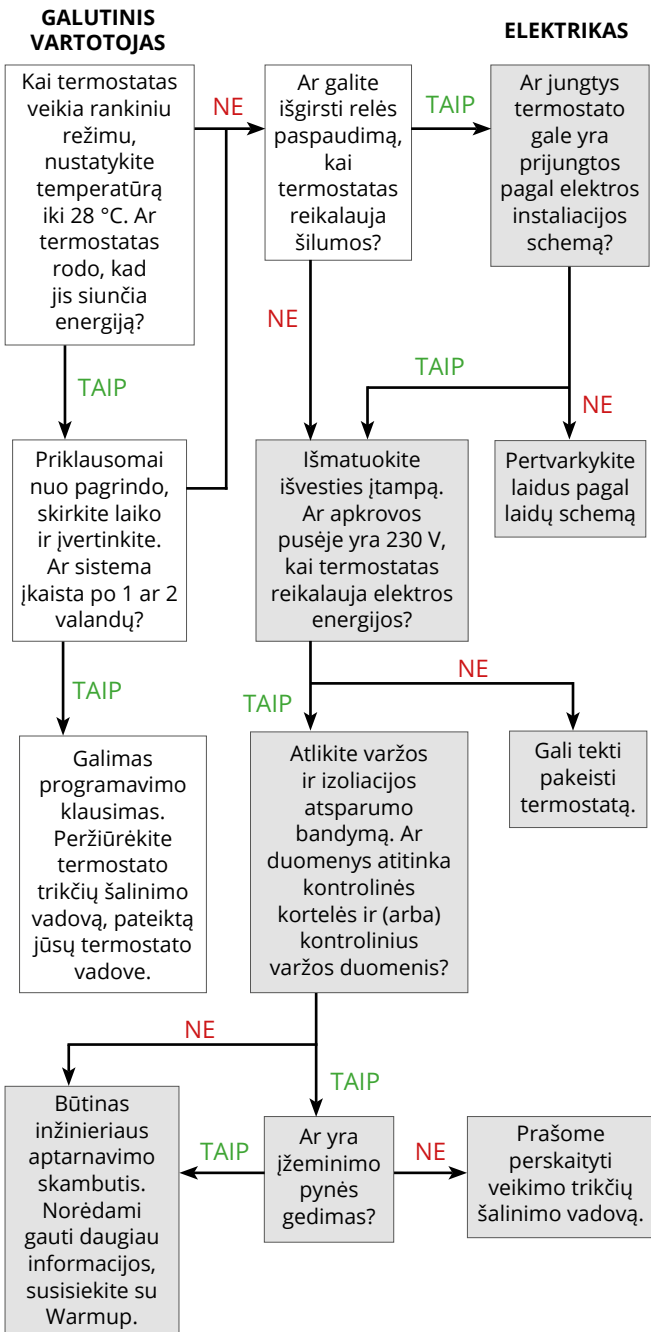 GALUTINIS
VARTOTOJAS
ELEKTRIKAS
Kai termostatas
veikia rankiniu
režimu,
nustatykite
temperatūrą
iki 28 °C. Ar
termostatas
rodo, kad
jis siunčia
energiją?
NE
Ar galite
išgirsti relės
paspaudimą,
kai
termostatas
reikalauja
šilumos?
TAIP
Ar jungtys
termostato
gale yra
prijungtos
pagal elektros
instaliacijos
schemą?
TAIP
NE
TAIP
NE
Priklausomai
nuo pagrindo,
skirkite laiko
ir įvertinkite.
Ar sistema
įkaista po 1 ar 2
valandų?
Išmatuokite
išvesties įtampą.
Ar apkrovos
pusėje yra 230 V,
kai termostatas
reikalauja elektros
energijos?
Pertvarkykite
laidus pagal
laidų schemą
TAIP
TAIP
NE
Galimas
programavimo
klausimas.
Peržiūrėkite
termostato
trikčių šalinimo
vadovą, pateiktą
jūsų termostato
vadove.
Atlikite varžos
ir izoliacijos
atsparumo
bandymą. Ar
duomenys atitinka
kontrolinės
kortelės ir (arba)
kontrolinius
varžos duomenis?
Gali tekti
pakeisti
termostatą.
NE
TAIP
Būtinas
inžinieriaus
aptarnavimo
skambutis.
Norėdami
gauti daugiau
informacijos,
susisiekite su
Warmup.
TAIP
Ar yra
įžeminimo
pynės
gedimas?
NE
Prašome
perskaityti
veikimo trikčių
šalinimo vadovą.